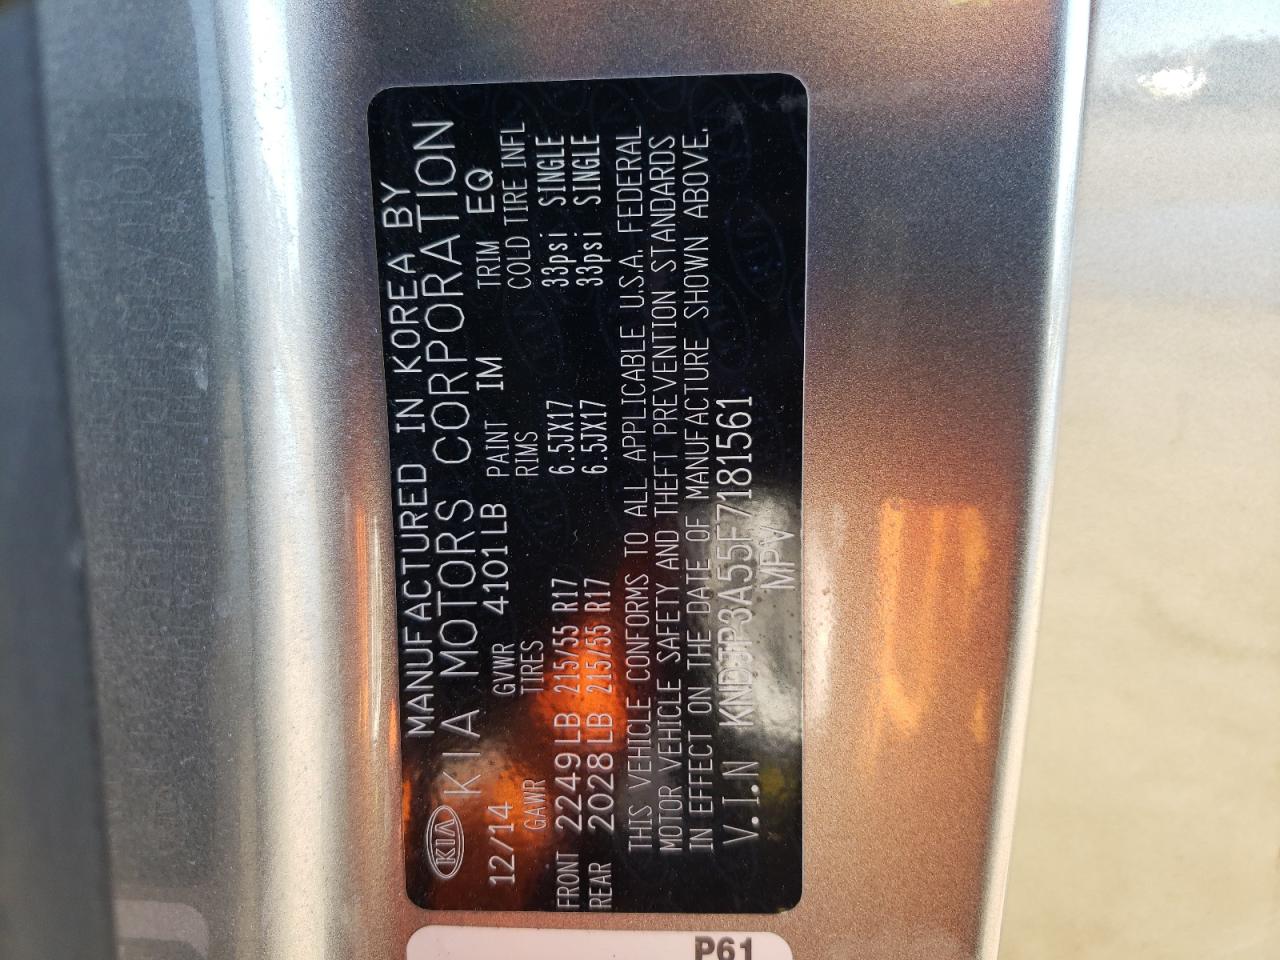 MANUFACTURED IN KOREA BY
KIA KIA MOTORS CORPORATION
12/14 GVWR 4101LB PAINT IM TRIM EQ
GAWR TIRES RIMS COLD TIRE INFL
FRONT 2249LB 215/55 R17 6.5JX17 33psi SINGLE
REAR 2028LB 215/55 R17 6.5JX17 33psi SINGLE
THIS VEHICLE CONFORMS TO ALL APPLICABLE U.S.A. FEDERAL
MOTOR VEHICLE SAFETY AND THEFT PREVENTION STANDARDS
IN EFFECT ON THE DATE OF MANUFACTURE SHOWN ABOVE.
V.I.N KNDJP3A55F7181561
MPV
P61